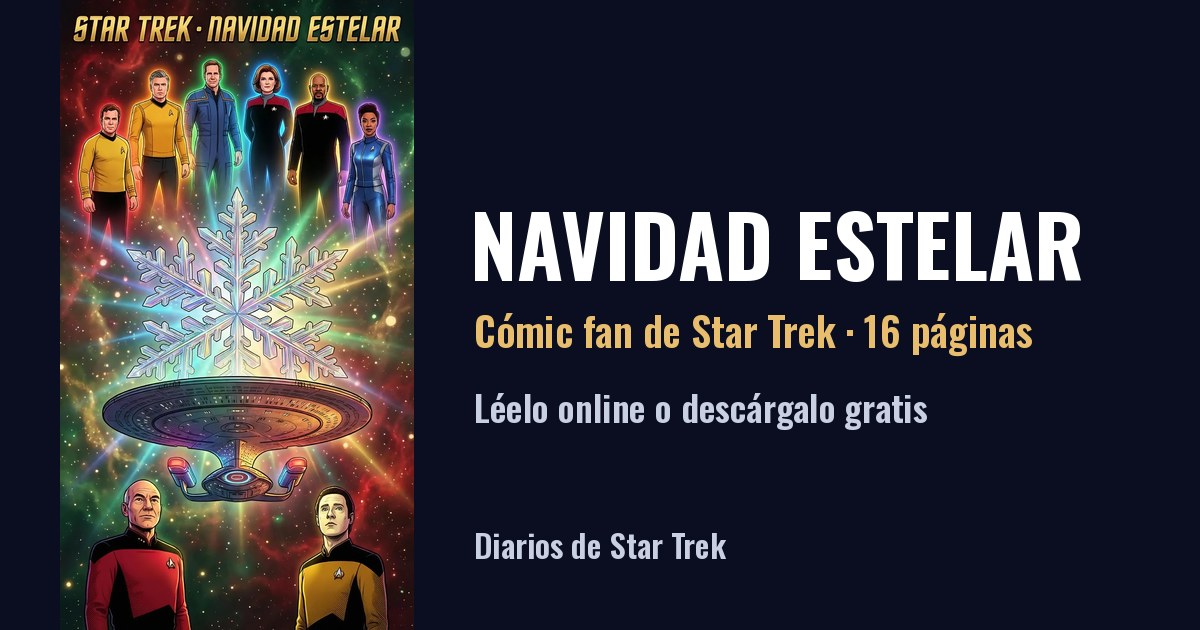 STAR TREK · NAVIDAD ESTELAR
NAVIDAD ESTELAR
Cómic fan de Star Trek · 16 páginas
Léelo online o descárgalo gratis
Diarios de Star Trek